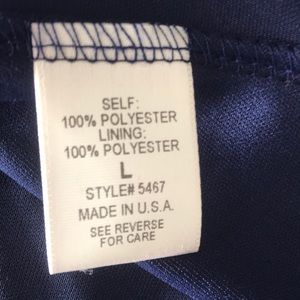 SELF:
100% POLYESTER
LINING:
100% POLYESTER
L
STYLE# 5467
MADE IN U.S.A.
SEE REVERSE
FOR CARE